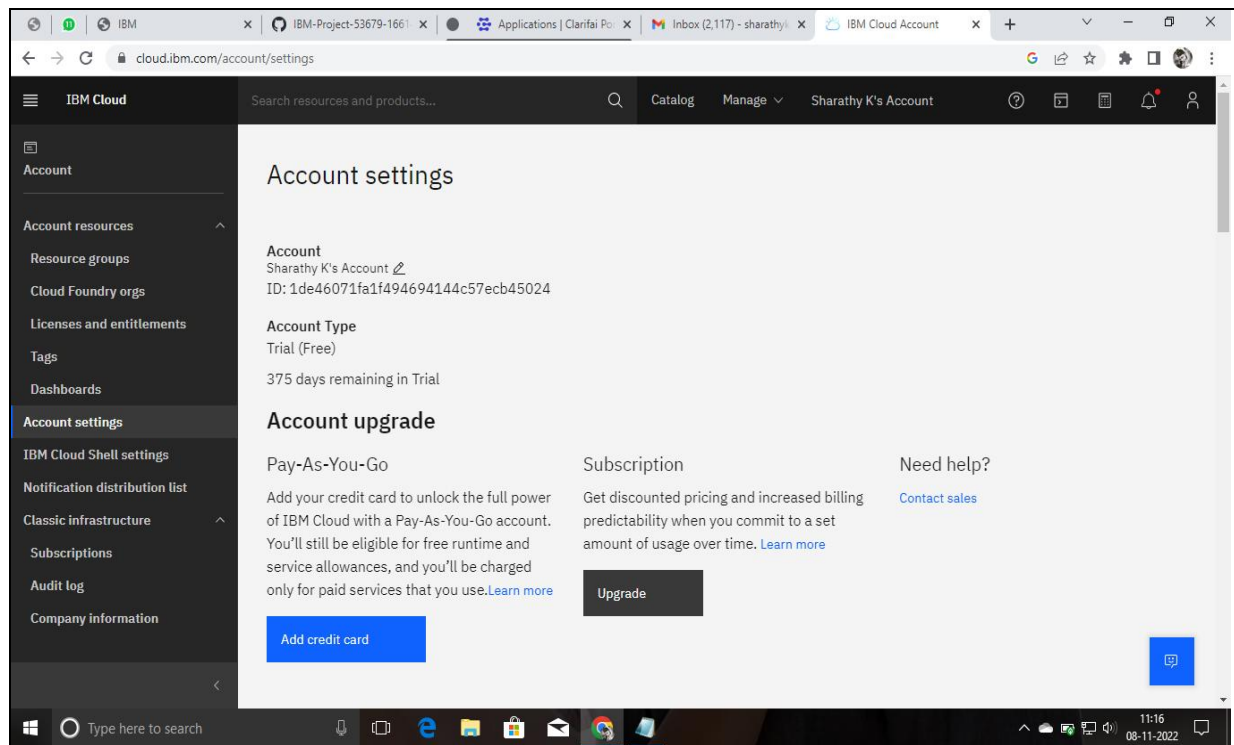 IBM
IBM-Project-53679-1661
Applications | Clarifai Po
Inbox (2,117) - sharathy
IBM Cloud Account
cloud.ibm.com/account/settings
IBM Cloud
Search resources and products...
Catalog
Manage
Sharathy K's Account
Account
Account resources
Resource groups
Cloud Foundry orgs
Licenses and entitlements
Tags
Dashboards
Account settings
IBM Cloud Shell settings
Notification distribution list
Classic infrastructure
Subscriptions
Audit log
Company information
Account settings
Account
Sharathy K's Account
ID: 1de46071fa1f494694144c57ecb45024
Account Type
Trial (Free)
375 days remaining in Trial
Account upgrade
Pay-As-You-Go
Add your credit card to unlock the full power
of IBM Cloud with a Pay-As-You-Go account.
You'll still be eligible for free runtime and
service allowances, and you'll be charged
only for paid services that you use.Learn more
Add credit card
Subscription
Get discounted pricing and increased billing
predictability when you commit to a set
amount of usage over time. Learn more
Upgrade
Need help?
Contact sales
Type here to search
11:16
08-11-2022